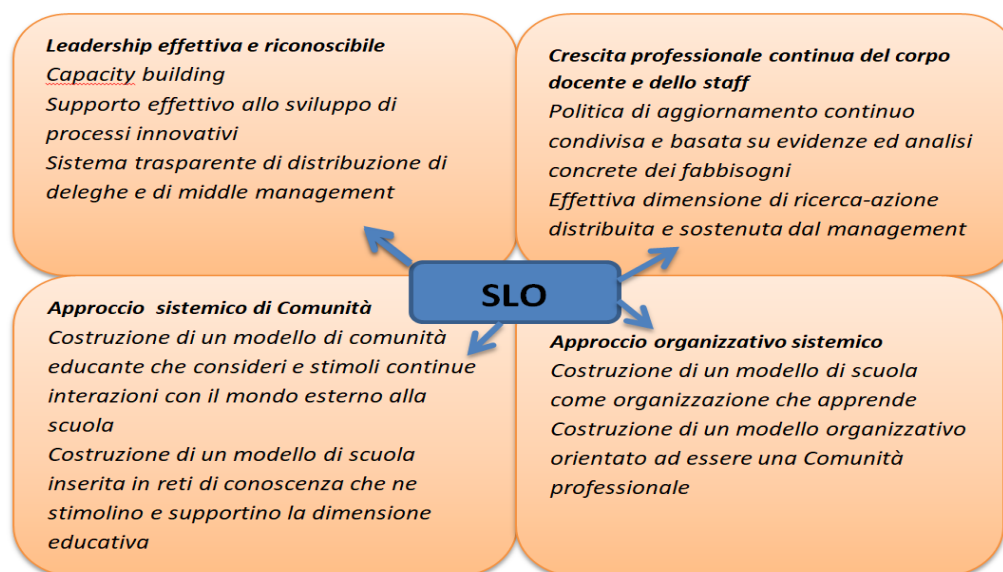 Leadership effettiva e riconoscibile
Capacity building
Supporto effettivo allo sviluppo di
processi innovativi
Sistema trasparente di distribuzione di
deleghe e di middle management
Crescita professionale continua del corpo
docente e dello staff
Politica di aggiornamento continuo
condivisa e basata su evidenze ed analisi
concrete dei fabbisogni
Effettiva dimensione di ricerca-azione
distribuita e sostenuta dal management
SLO
Approccio sistemico di Comunità
Costruzione di un modello di comunità
educante che consideri e stimoli continue
interazioni con il mondo esterno alla
scuola
Costruzione di un modello di scuola
inserita in reti di conoscenza che ne
stimolino e supportino la dimensione
educativa
Approccio organizzativo sistemico
Costruzione di un modello di scuola
come organizzazione che apprende
Costruzione di un modello organizzativo
orientato ad essere una Comunità
professionale